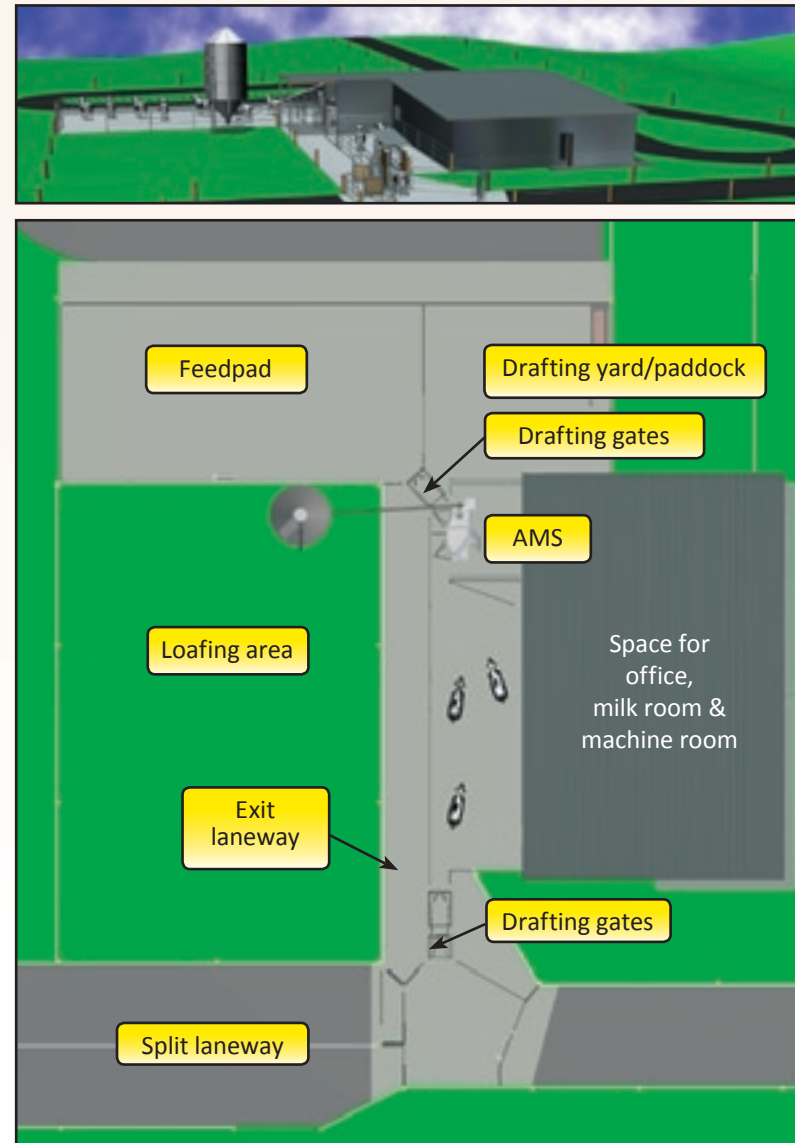 Feedpad
Drafting yard/paddock
Drafting gates
AMS
Loafing area
Space for
office,
milk room &
machine room
Exit
laneway
Drafting gates
Split laneway